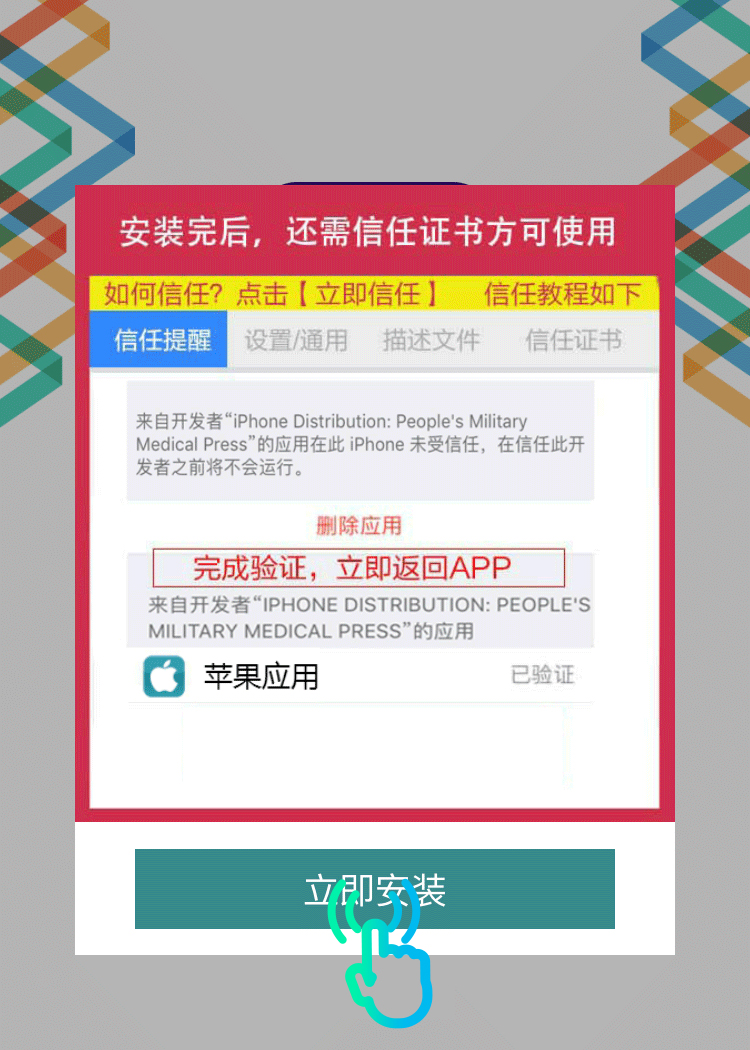 安装完后，还需信任证书方可使用
如何信任？点击【立即信任】 信任教程如下
信任提醒 设置/通用 描述文件 信任证书
来自开发者“iPhone Distribution: People's Military
Medical Press”的应用在此 iPhone 未受信任，在信任此开
发者之前将不会运行。
删除应用
完成验证，立即返回APP
来自开发者“IPHONE DISTRIBUTION: PEOPLE'S
MILITARY MEDICAL PRESS”的应用
苹果应用 已验证
立即安装